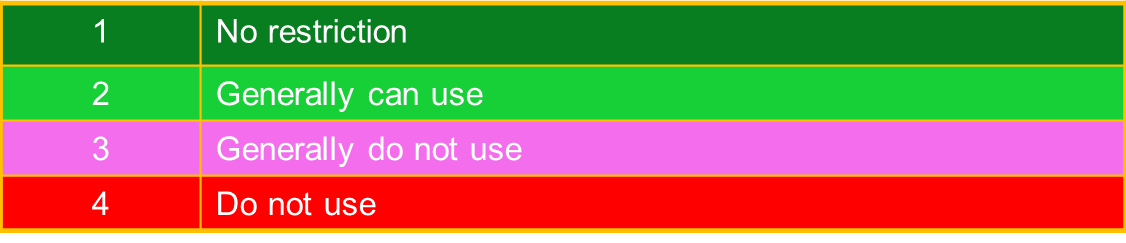 1 No restriction
2 Generally can use
3 Generally do not use
4 Do not use